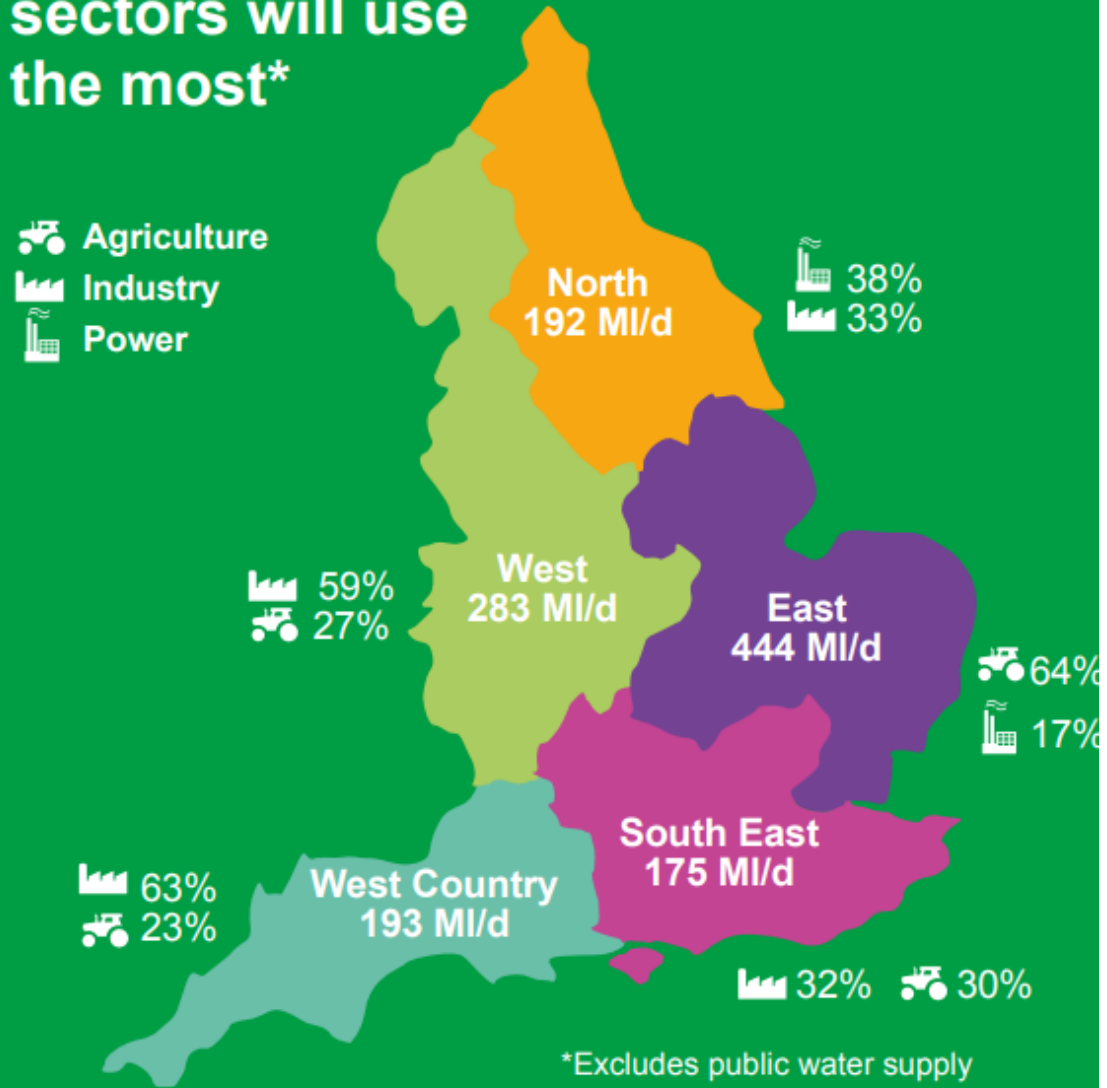 sectors will use
the most*
Agriculture
Industry
Power
North
192 Ml/d
38%
33%
West
283 Ml/d
59%
27%
East
444 Ml/d
64%
17%
South East
175 Ml/d
West Country
193 Ml/d
63%
23%
32% 30%
*Excludes public water supply